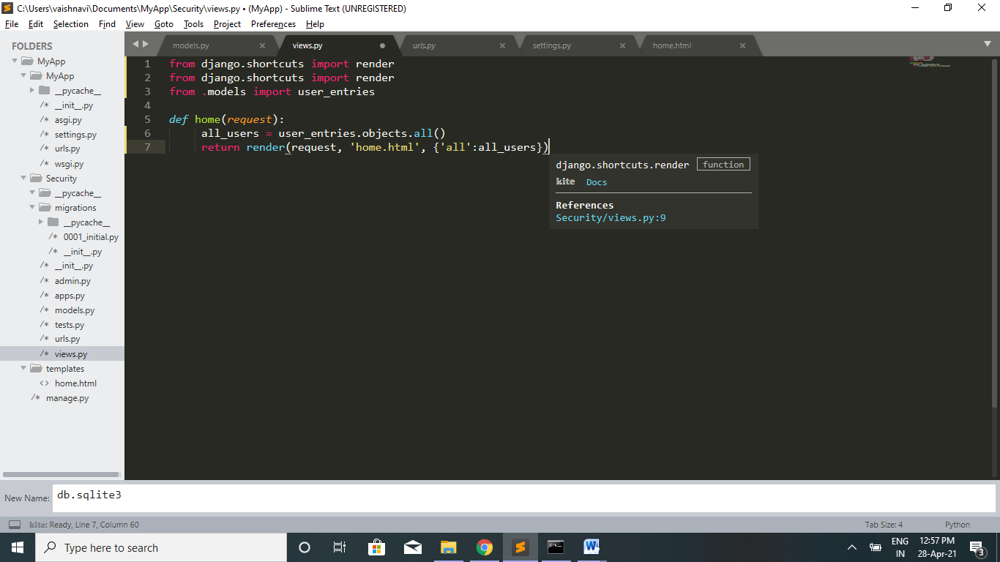 C:\Users\vaishnavi\Documents\MyApp\Security\views.py • (MyApp) - Sublime Text (UNREGISTERED)
File Edit Selection Find View Goto Tools Project Preferences Help
FOLDERS
MyApp
MyApp
__pycache__
/* __init__.py
/* asgi.py
/* settings.py
/* urls.py
/* wsgi.py
Security
__pycache__
migrations
__pycache__
/* 0001_initial.py
/* __init__.py
/* __init__.py
/* admin.py
/* apps.py
/* models.py
/* tests.py
/* urls.py
/* views.py
templates
<> home.html
/* manage.py
models.py views.py urls.py settings.py home.html
1 from django.shortcuts import render
2 from django.shortcuts import render
3 from .models import user_entries
4
5 def home(request):
6 all_users = user_entries.objects.all()
7 return render(request, 'home.html', {'all':all_users})
django.shortcuts.render function
kite Docs
References
Security/views.py:9
New Name: db.sqlite3
kite: Ready, Line 7, Column 60 Tab Size: 4 Python
Type here to search
ENG
IN
12:57 PM
28-Apr-21
3